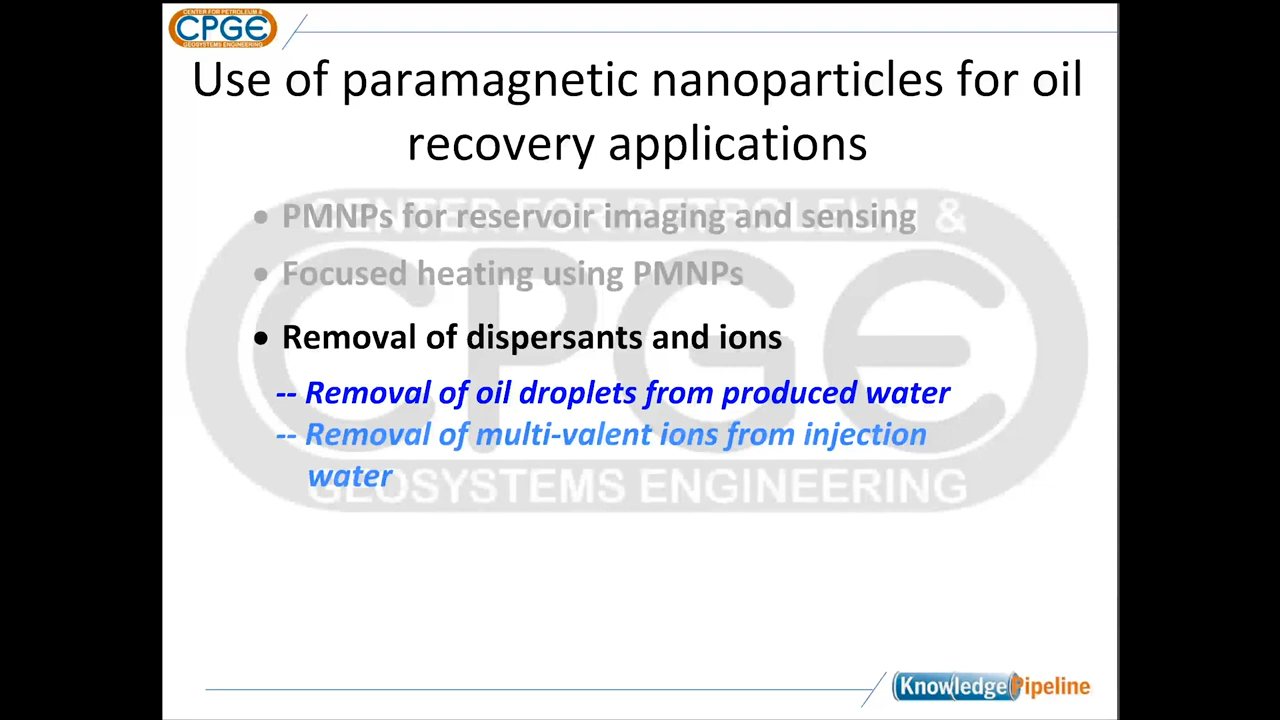 CENTER FOR PETROLEUM &
CPGE
GEOSYSTEMS ENGINEERING
Use of paramagnetic nanoparticles for oil
recovery applications
CENTER FOR PETROLEUM &
• PMNPs for reservoir imaging and sensing
• Focused heating using PMNPs
CPGE
• Removal of dispersants and ions
-- Removal of oil droplets from produced water
-- Removal of multi-valent ions from injection
water
GEOSYSTEMS ENGINEERING
Knowledge Pipeline